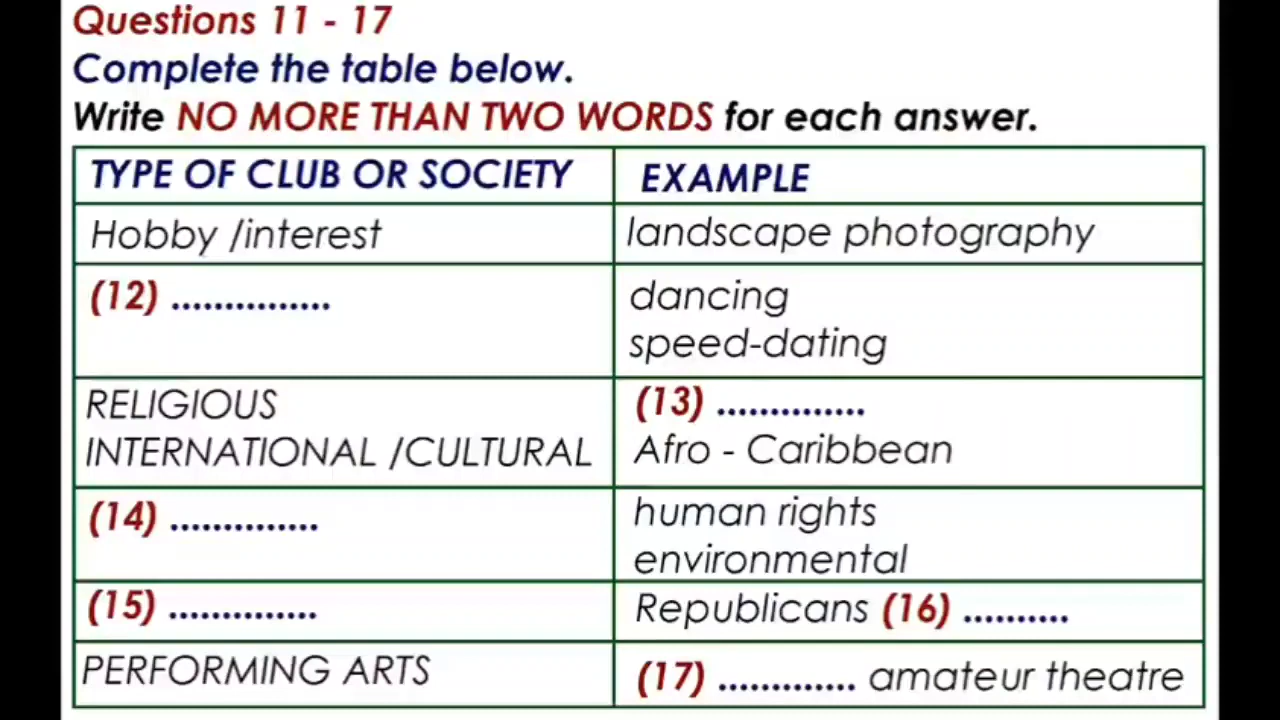 Questions 11 - 17
Complete the table below.
Write NO MORE THAN TWO WORDS for each answer.
TYPE OF CLUB OR SOCIETY
EXAMPLE
Hobby /interest
landscape photography
(12) ...............
dancing
speed-dating
RELIGIOUS
INTERNATIONAL /CULTURAL
(13) ..............
Afro - Caribbean
(14) ..............
human rights
environmental
(15) ..............
Republicans (16) ..........
PERFORMING ARTS
(17) ............. amateur theatre